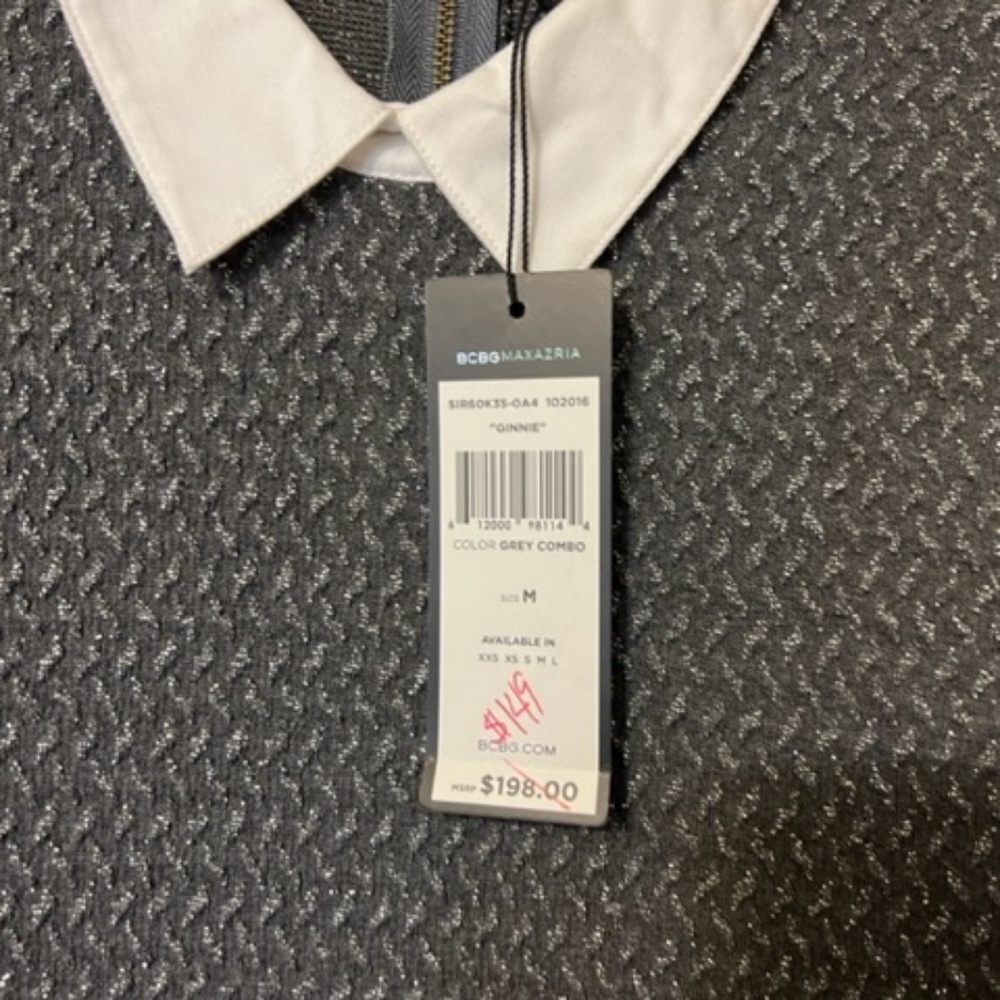 BCBGMAXAZRIA
SIR60K35-0A4 102016
"GINNIE"
6 12000 98114 4
COLOR GREY COMBO
SIZE M
AVAILABLE IN
XXS XS S M L
$149
BCBG.COM
MSRP $198.00